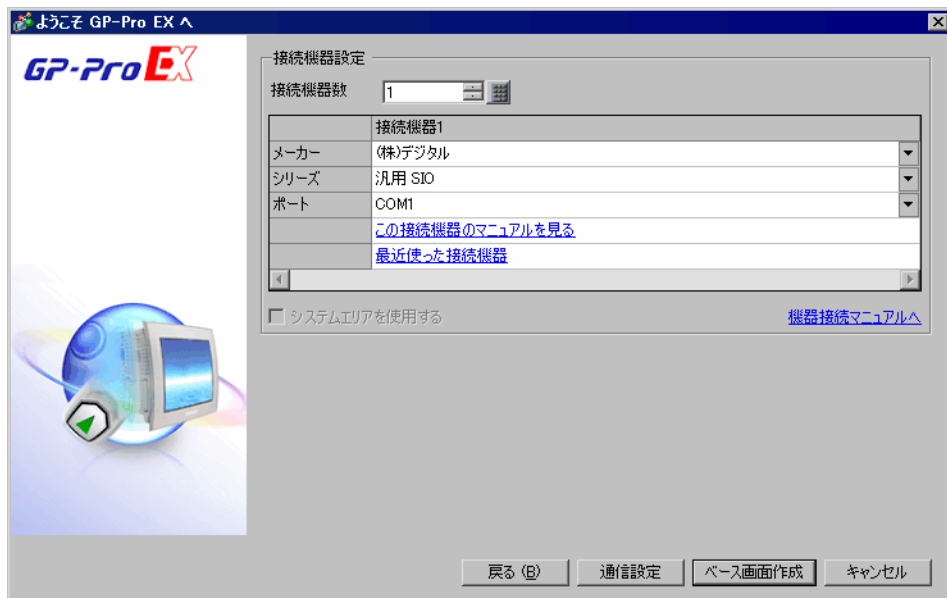 ようこそ GP-Pro EX へ
GP-Pro EX
接続機器設定
接続機器数 1
接続機器1
メーカー (株)デジタル
シリーズ 汎用 SIO
ポート COM1
この接続機器のマニュアルを見る
最近使った接続機器
システムエリアを使用する 機器接続マニュアルへ
戻る (B) 通信設定 ベース画面作成 キャンセル